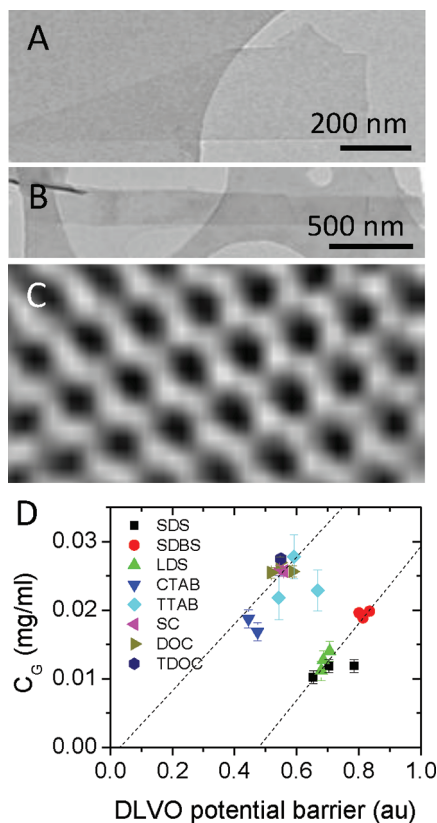 A
200 nm
B
500 nm
C
D
SDS
SDBS
LDS
CTAB
TTAB
SC
DOC
TDOC
0.03
0.02
0.01
0.00
C_G (mg/ml)
0.0 0.2 0.4 0.6 0.8 1.0
DLVO potential barrier (au)